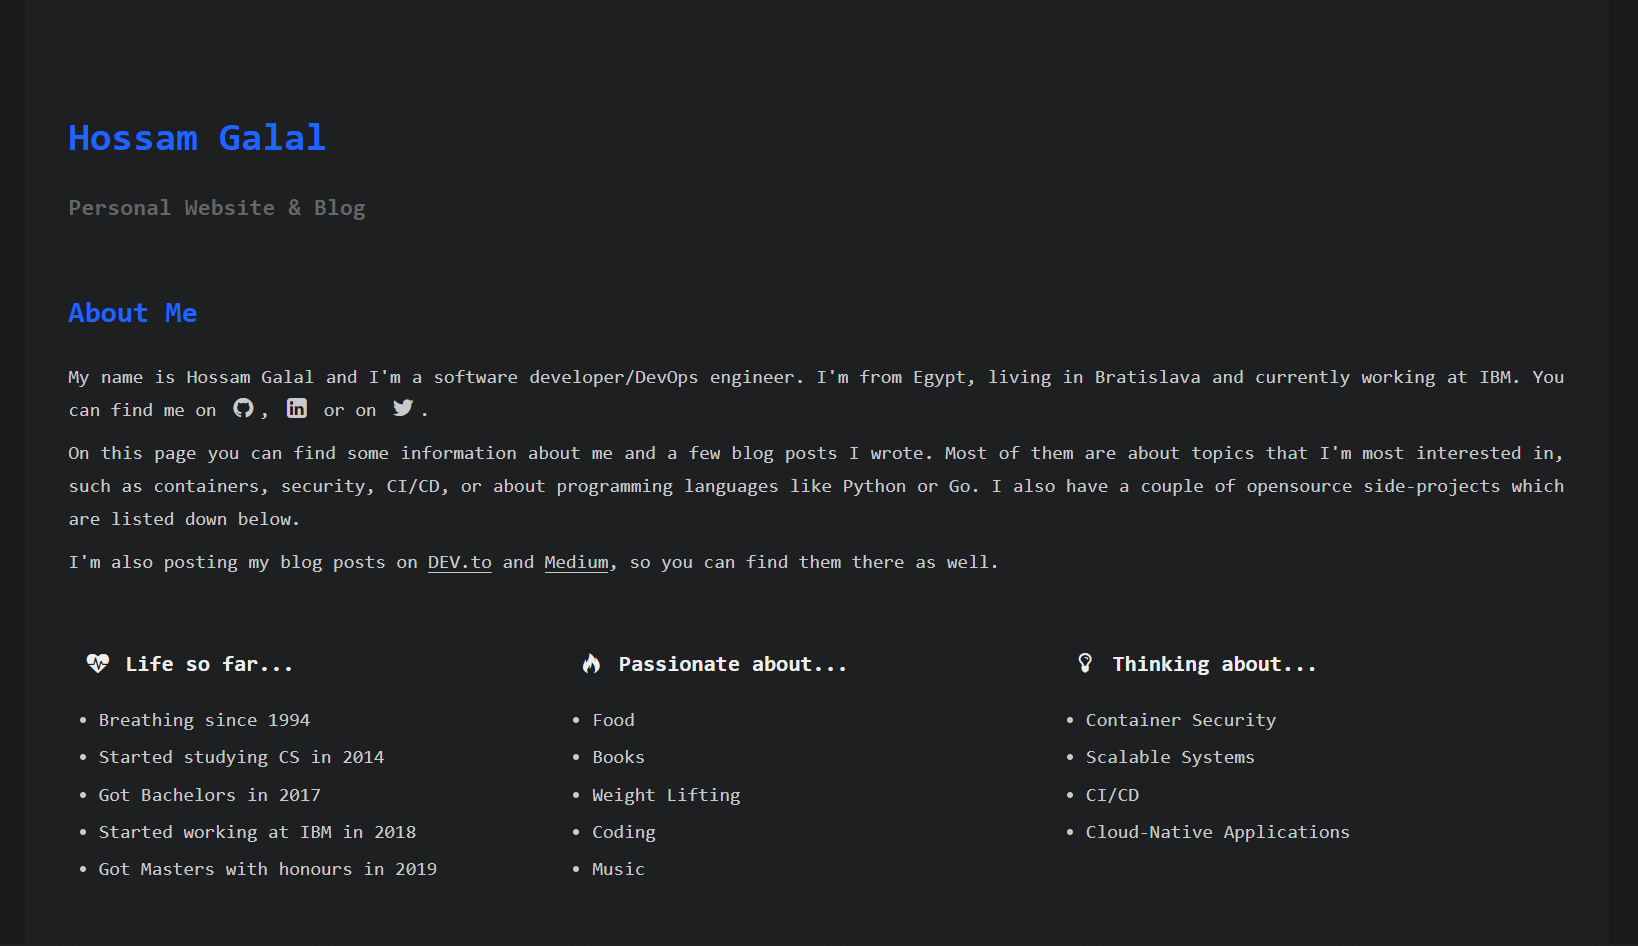 Hossam Galal
Personal Website & Blog
About Me
My name is Hossam Galal and I'm a software developer/DevOps engineer. I'm from Egypt, living in Bratislava and currently working at IBM. You
can find me on , in or on .
On this page you can find some information about me and a few blog posts I wrote. Most of them are about topics that I'm most interested in,
such as containers, security, CI/CD, or about programming languages like Python or Go. I also have a couple of opensource side-projects which
are listed down below.
I'm also posting my blog posts on DEV.to and Medium, so you can find them there as well.
Life so far...
Breathing since 1994
Started studying CS in 2014
Got Bachelors in 2017
Started working at IBM in 2018
Got Masters with honours in 2019
Passionate about...
Food
Books
Weight Lifting
Coding
Music
Thinking about...
Container Security
Scalable Systems
CI/CD
Cloud-Native Applications